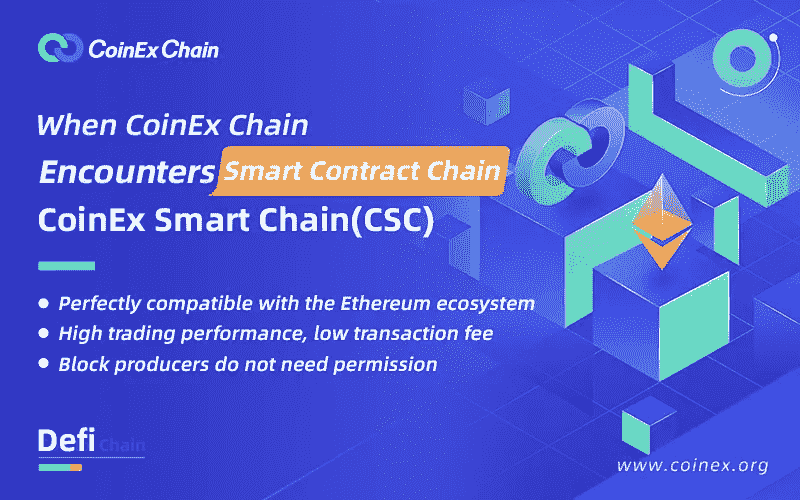 CoinEx Chain
When CoinEx Chain
Encounters Smart Contract Chain
CoinEx Smart Chain(CSC)
Perfectly compatible with the Ethereum ecosystem
High trading performance, low transaction fee
Block producers do not need permission
Defi Chain
www.coinex.org